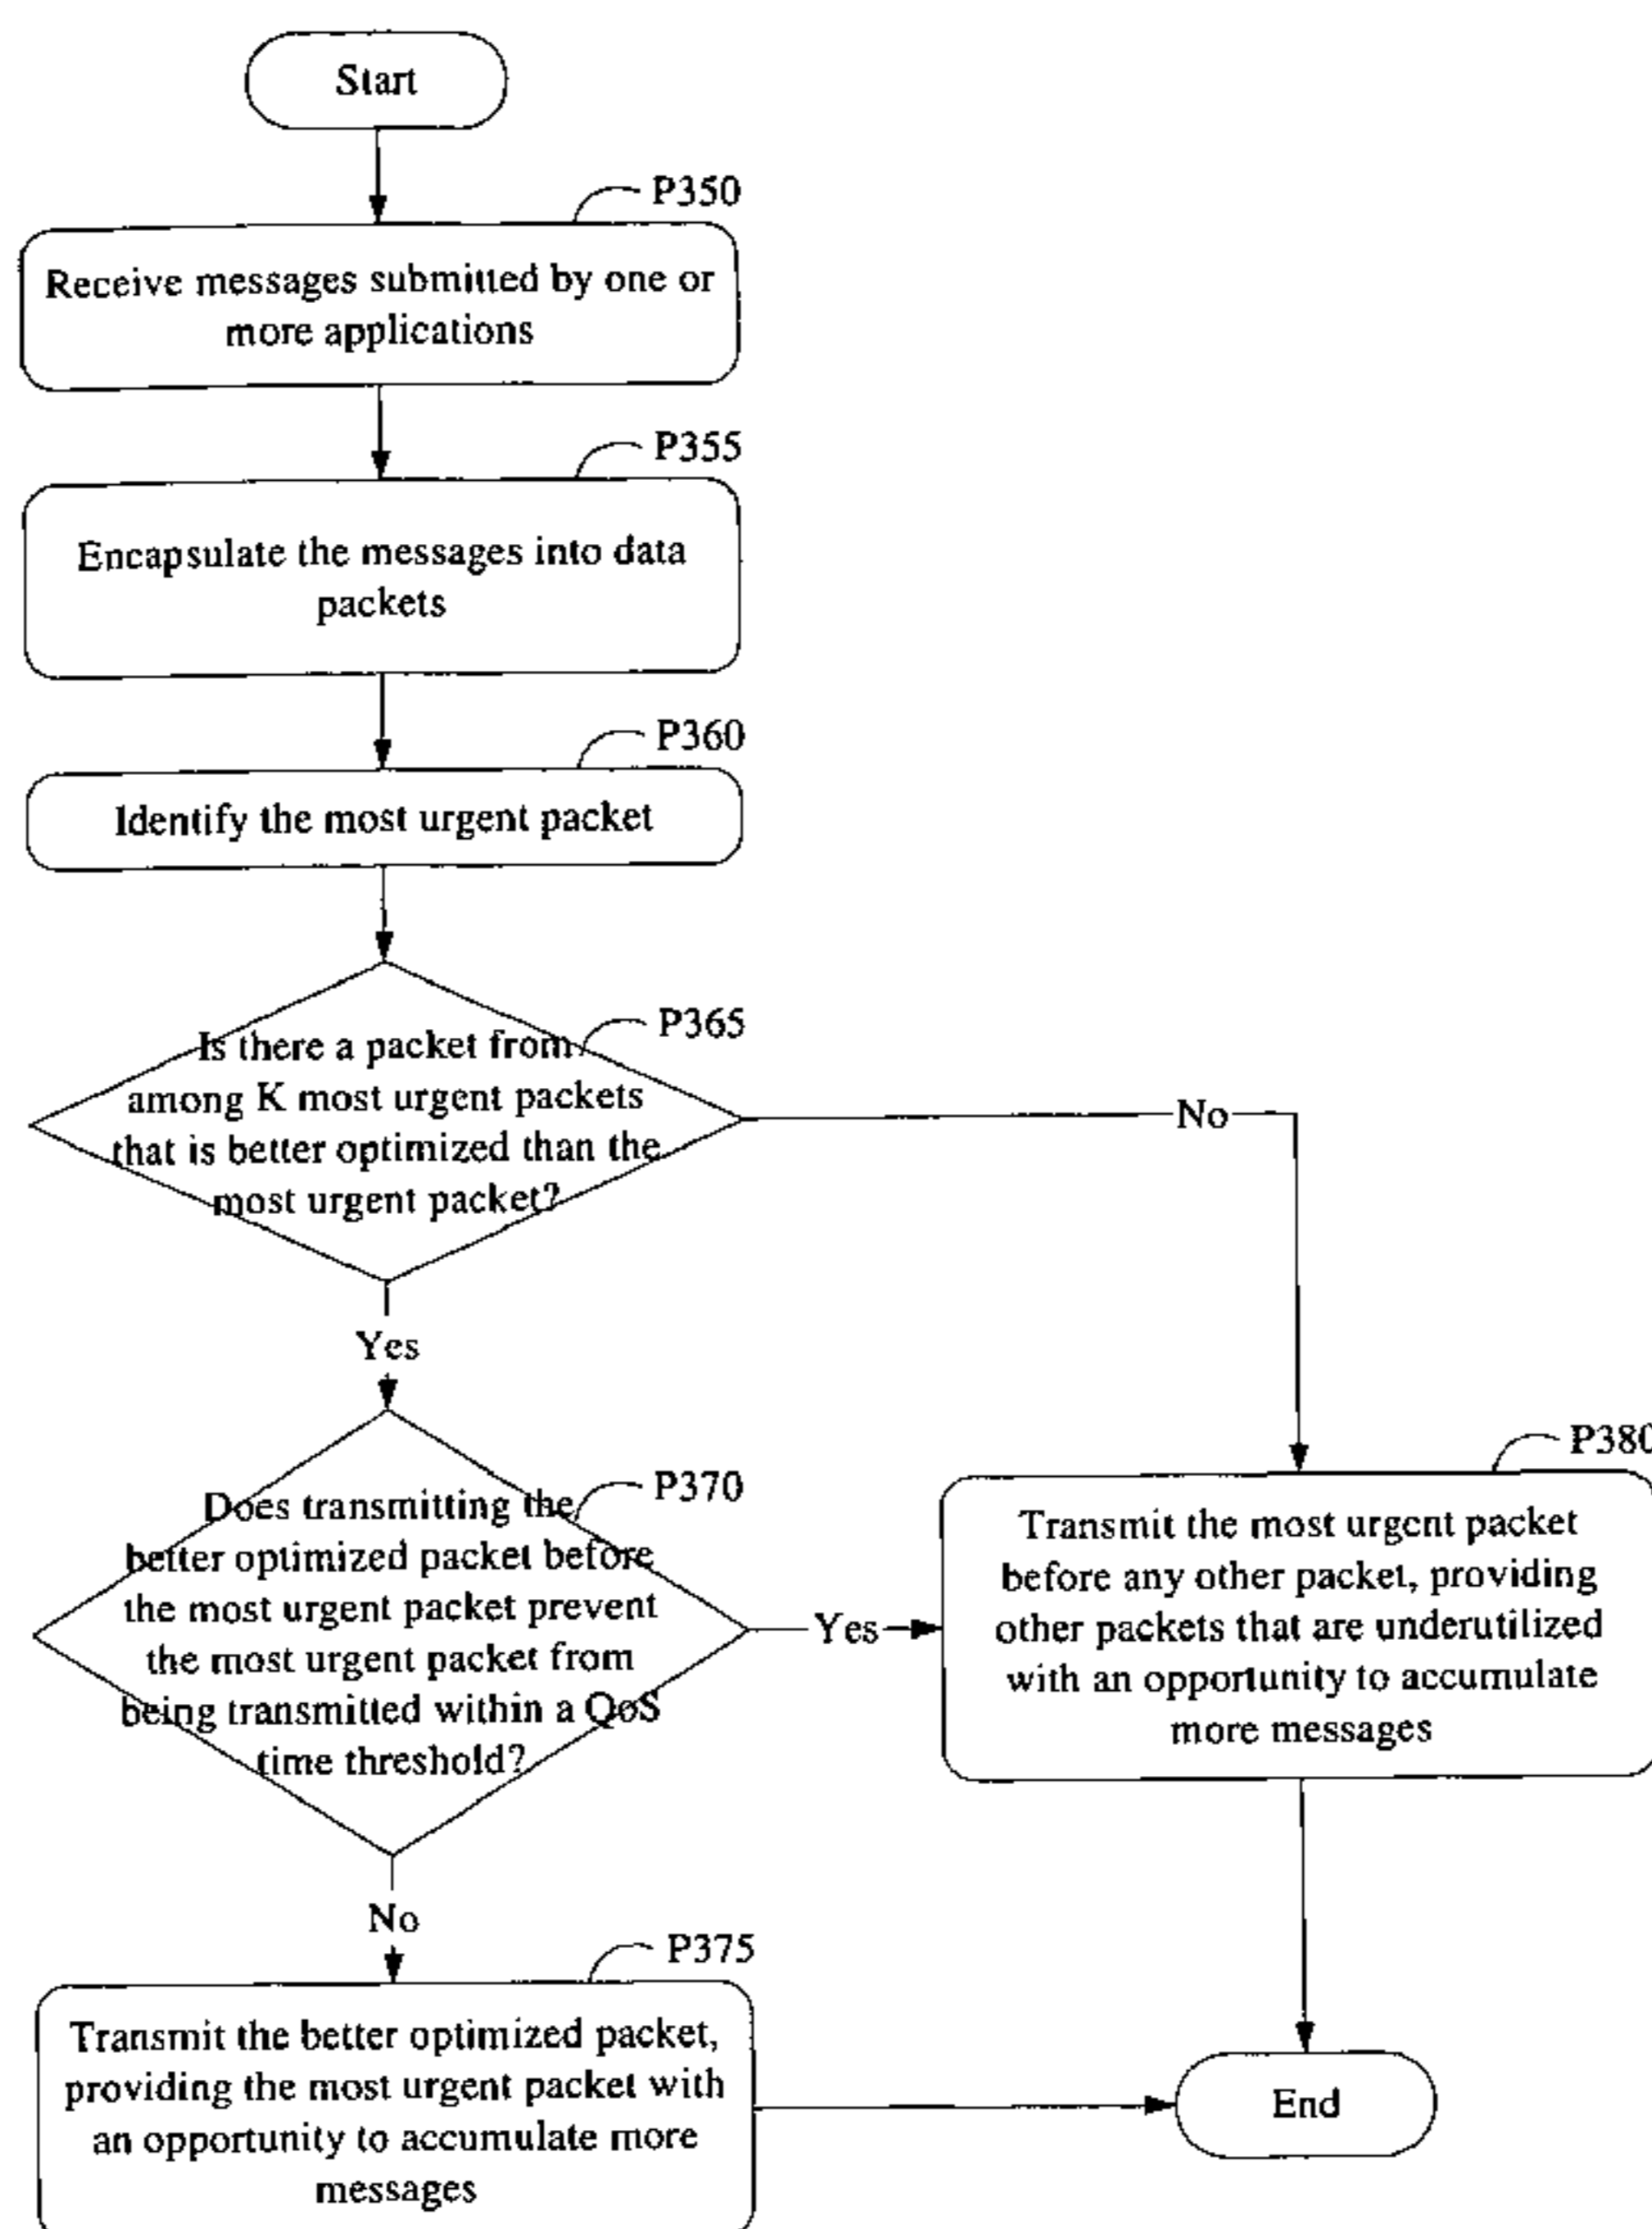 Start
P350
Receive messages submitted by one or
more applications
P355
Encapsulate the messages into data
packets
P360
Identify the most urgent packet
P365
Is there a packet from
among K most urgent packets
that is better optimized than the
most urgent packet?
No
Yes
P370
Does transmitting the
better optimized packet before
the most urgent packet prevent
the most urgent packet from
being transmitted within a QoS
time threshold?
Yes
P380
Transmit the most urgent packet
before any other packet, providing
other packets that are underutilized
with an opportunity to accumulate
more messages
No
P375
Transmit the better optimized packet,
providing the most urgent packet with
an opportunity to accumulate more
messages
End